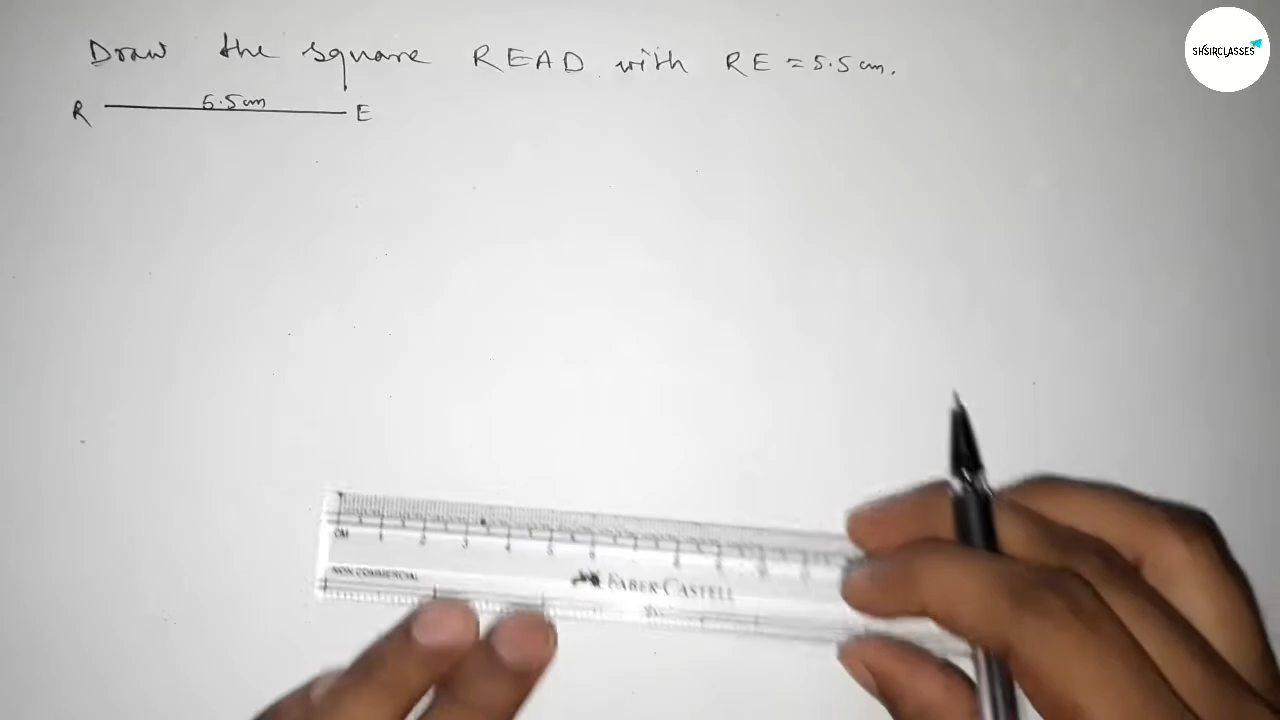 Draw the square READ with RE = 5.5 cm.
R 5.5cm E
SHSIRCLASSES
CM 1 2 3 4 5 6
NON COMMERCIAL
FABER-CASTELL